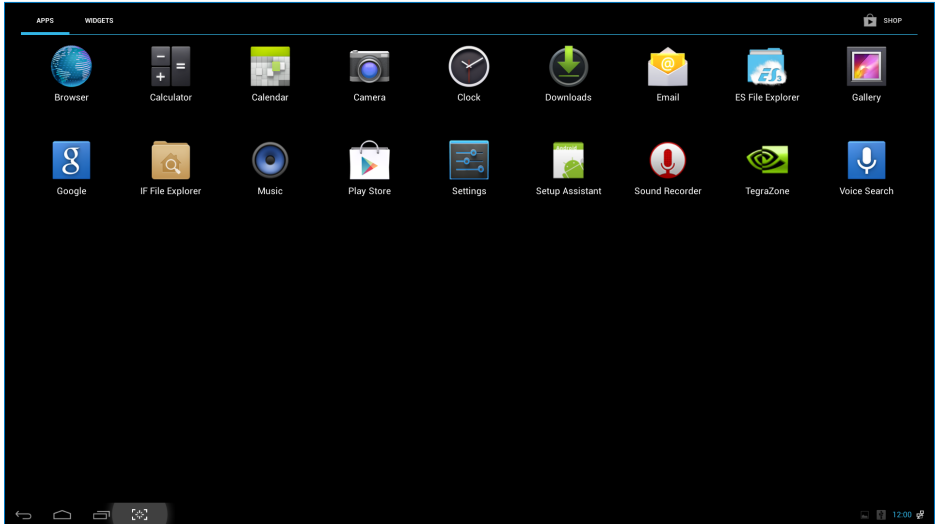 APPS WIDGETS SHOP
Browser Calculator Calendar Camera Clock Downloads Email ES File Explorer Gallery
Google IF File Explorer Music Play Store Settings Setup Assistant Sound Recorder TegraZone Voice Search
12:00